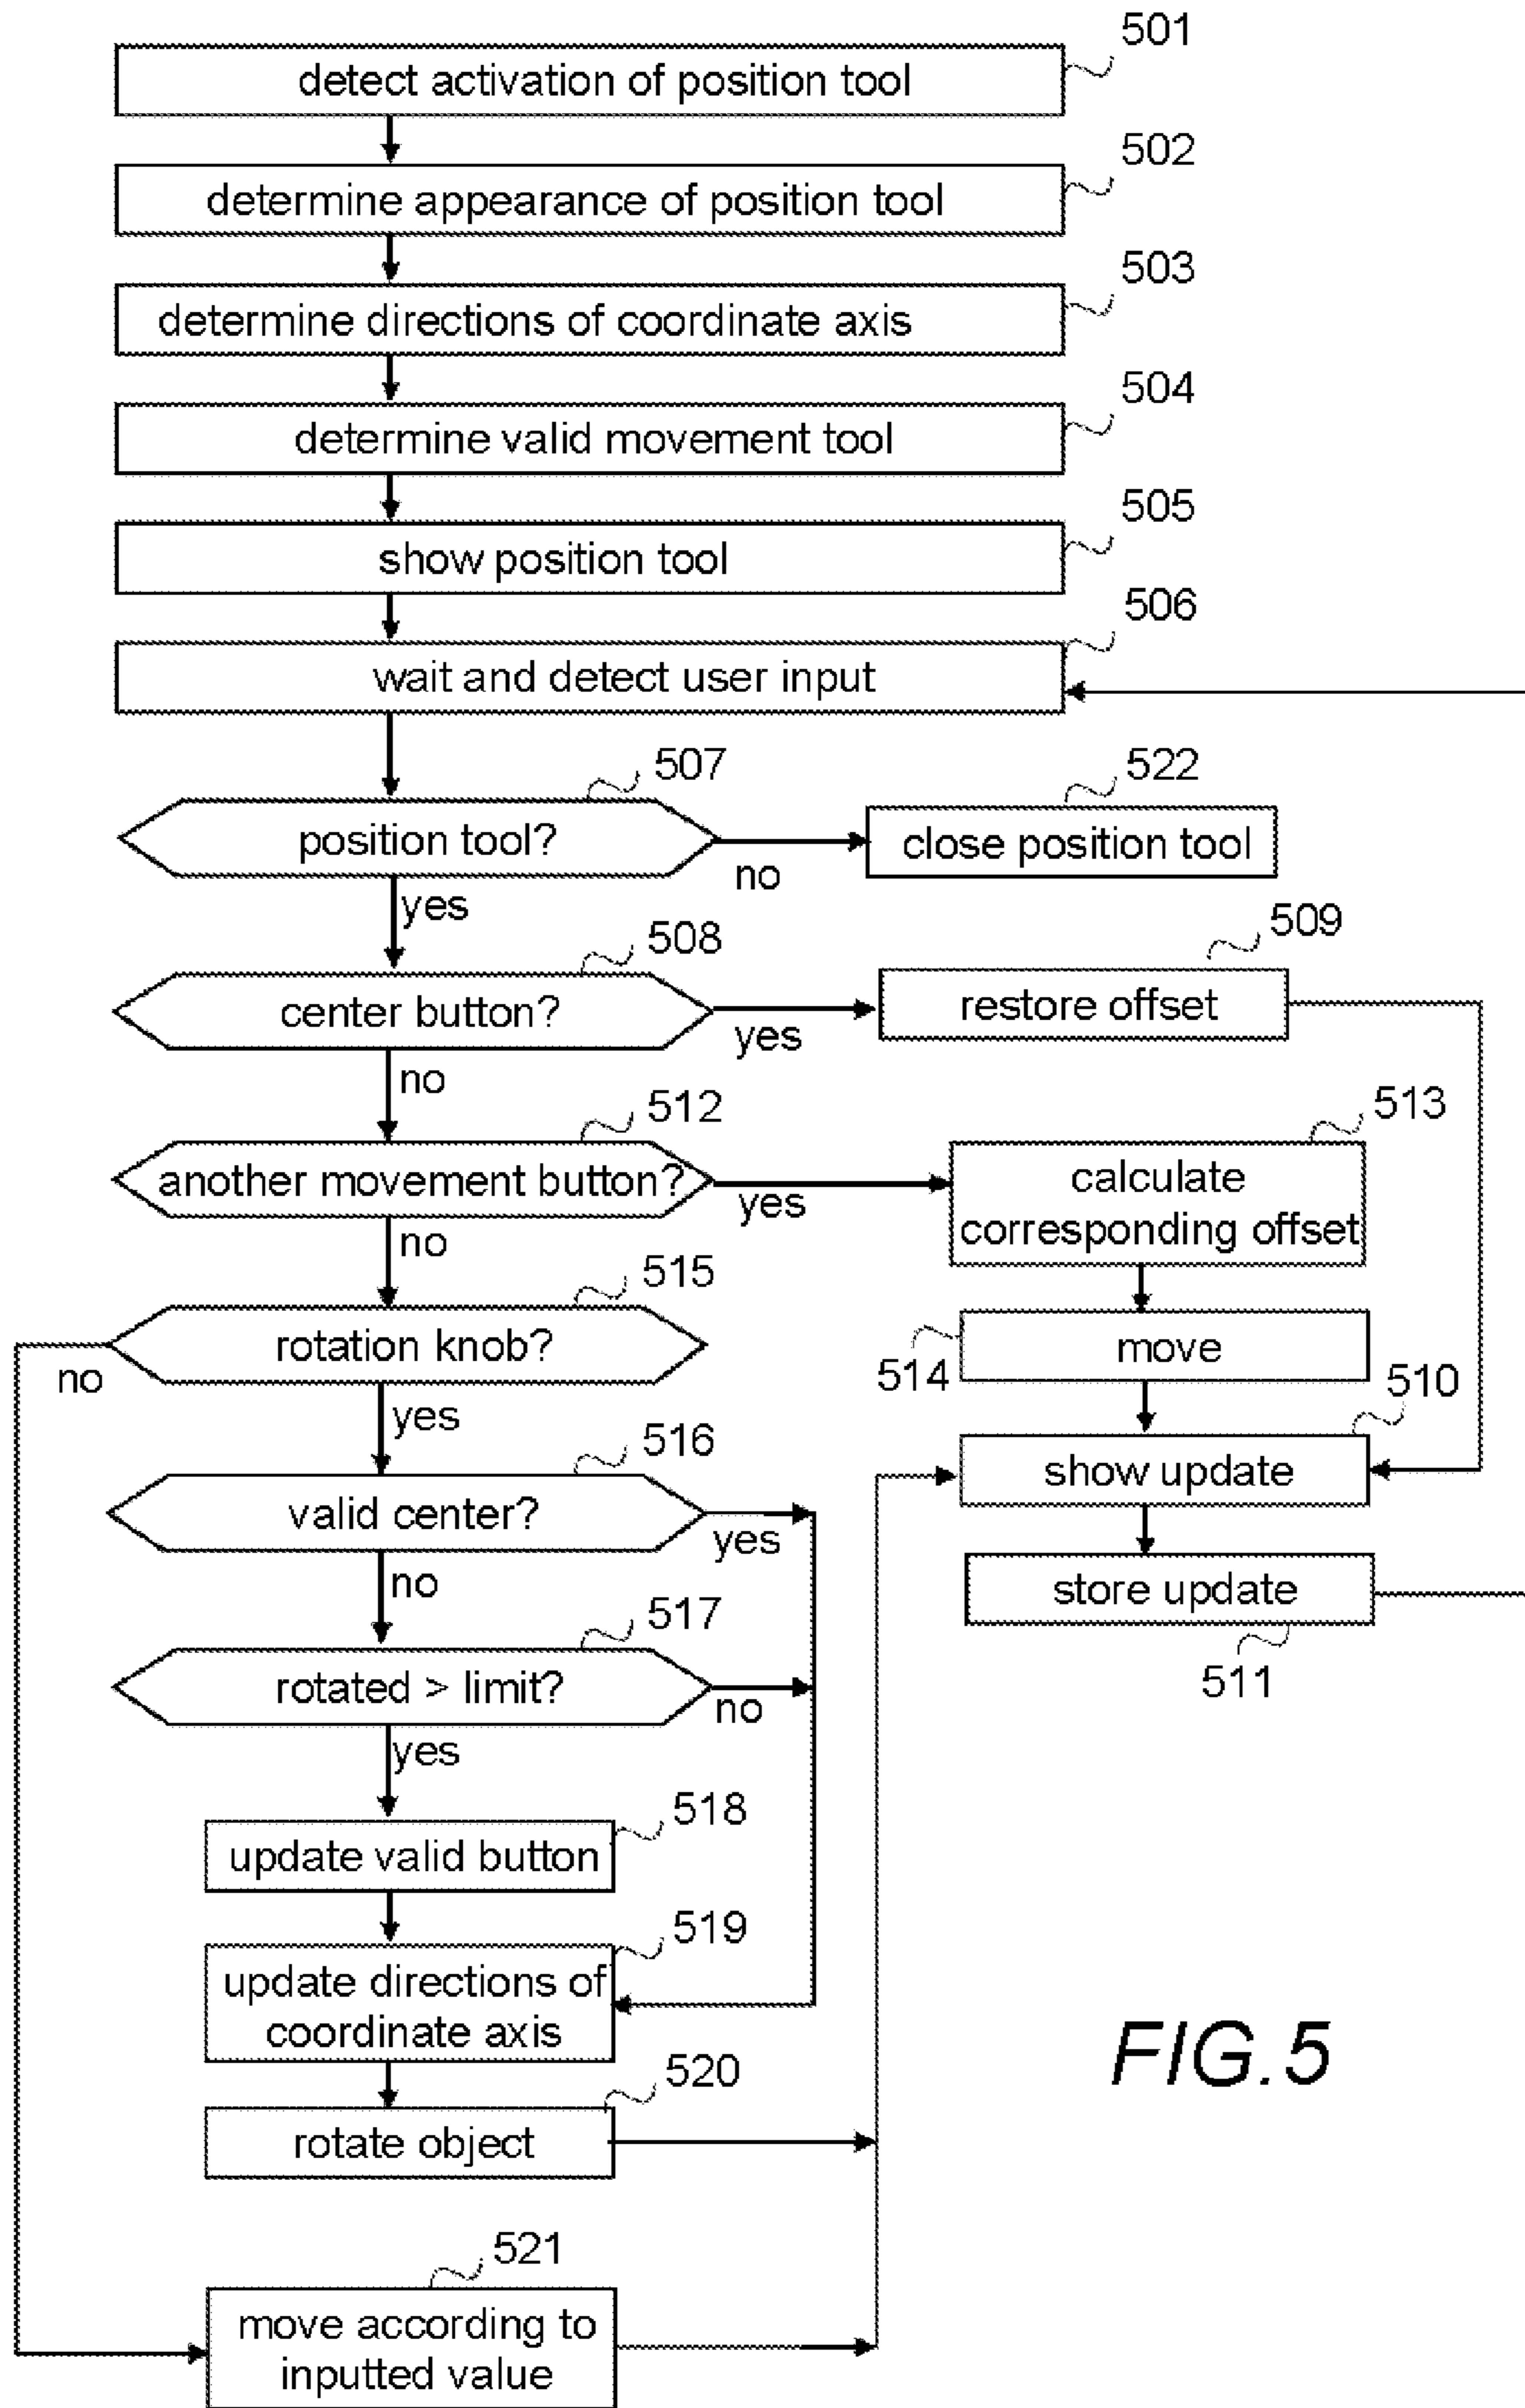 501
detect activation of position tool
502
determine appearance of position tool
503
determine directions of coordinate axis
504
determine valid movement tool
505
show position tool
506
wait and detect user input
507
position tool?
no
522
close position tool
yes
508
center button?
yes
509
restore offset
no
512
another movement button?
yes
513
calculate
corresponding offset
no
515
rotation knob?
no
514
move
510
yes
516
valid center?
yes
show update
no
517
store update
511
rotated > limit?
no
yes
518
update valid button
519
update directions of
coordinate axis
520
rotate object
521
move according to
inputted value
FIG.5